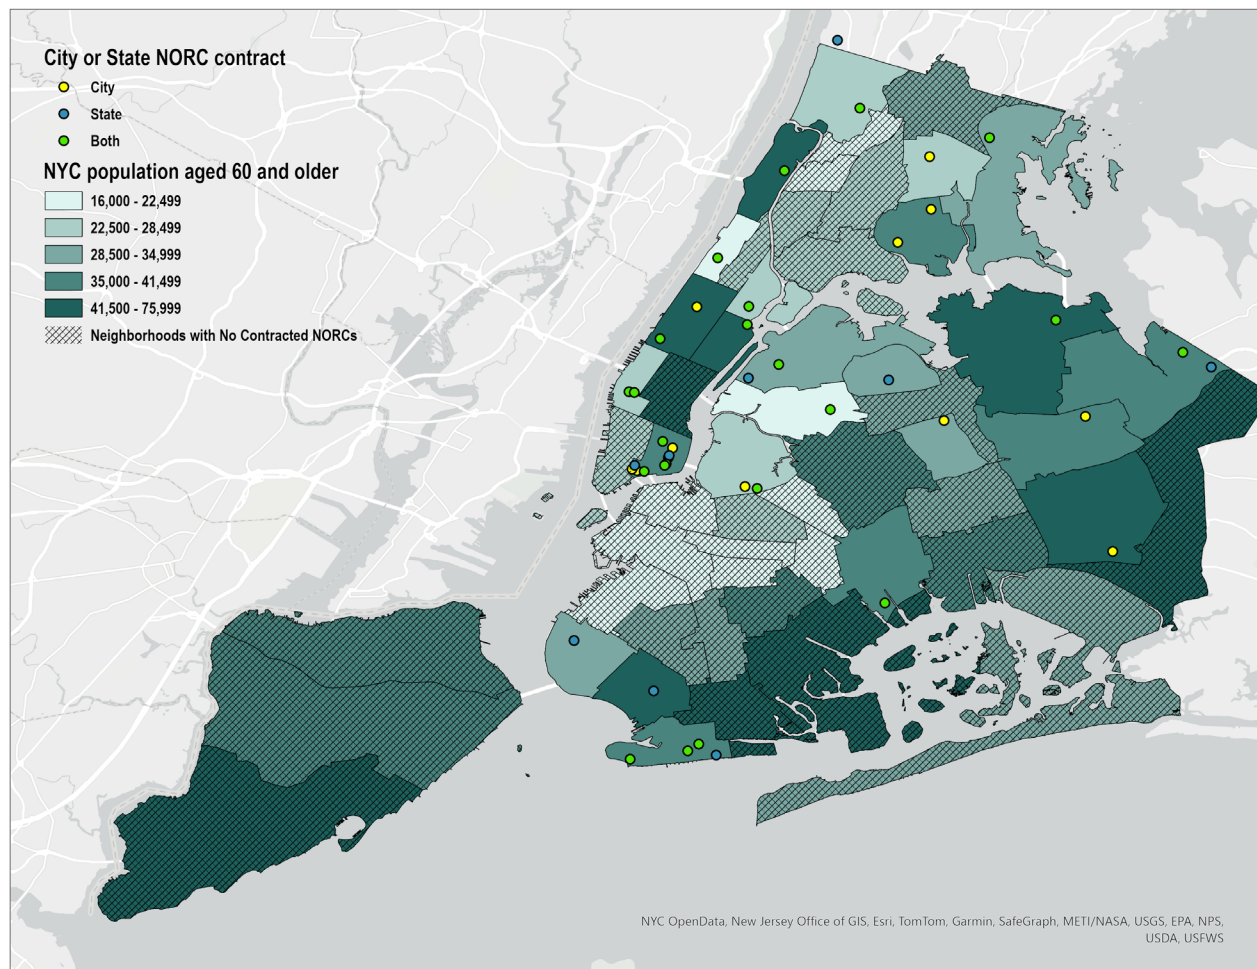 City or State NORC contract
City
State
Both
NYC population aged 60 and older
16,000 - 22,499
22,500 - 28,499
28,500 - 34,999
35,000 - 41,499
41,500 - 75,999
Neighborhoods with No Contracted NORCs
NYC OpenData, New Jersey Office of GIS, Esri, TomTom, Garmin, SafeGraph, METI/NASA, USGS, EPA, NPS,
USDA, USFWS